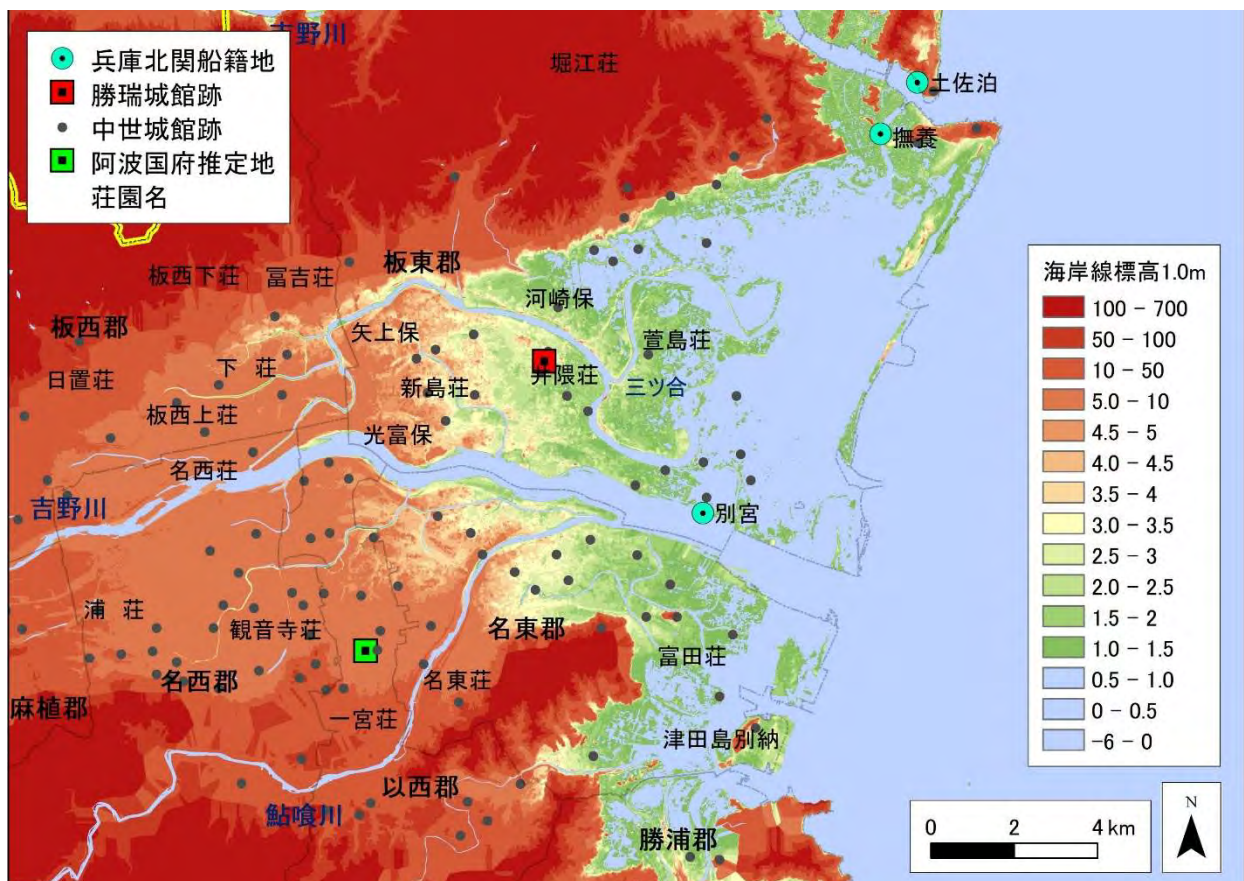 吉野川
兵庫北関船籍地
勝瑞城館跡
中世城館跡
阿波国府推定地
荘園名
堀江荘
土佐泊
撫養
板西下荘
冨吉荘
板東郡
河崎保
板西郡
矢上保
萱島荘
日置荘
下 荘
新島荘
井隈荘
三ツ合
板西上荘
光富保
名西荘
吉野川
別宮
浦 荘
観音寺荘
名東郡
富田荘
名西郡
名東荘
麻植郡
一宮荘
津田島別納
以西郡
鮎喰川
勝浦郡
海岸線標高1.0m
100 - 700
50 - 100
10 - 50
5.0 - 10
4.5 - 5
4.0 - 4.5
3.5 - 4
3.0 - 3.5
2.5 - 3
2.0 - 2.5
1.5 - 2
1.0 - 1.5
0.5 - 1.0
0 - 0.5
-6 - 0
0 2 4 km
N